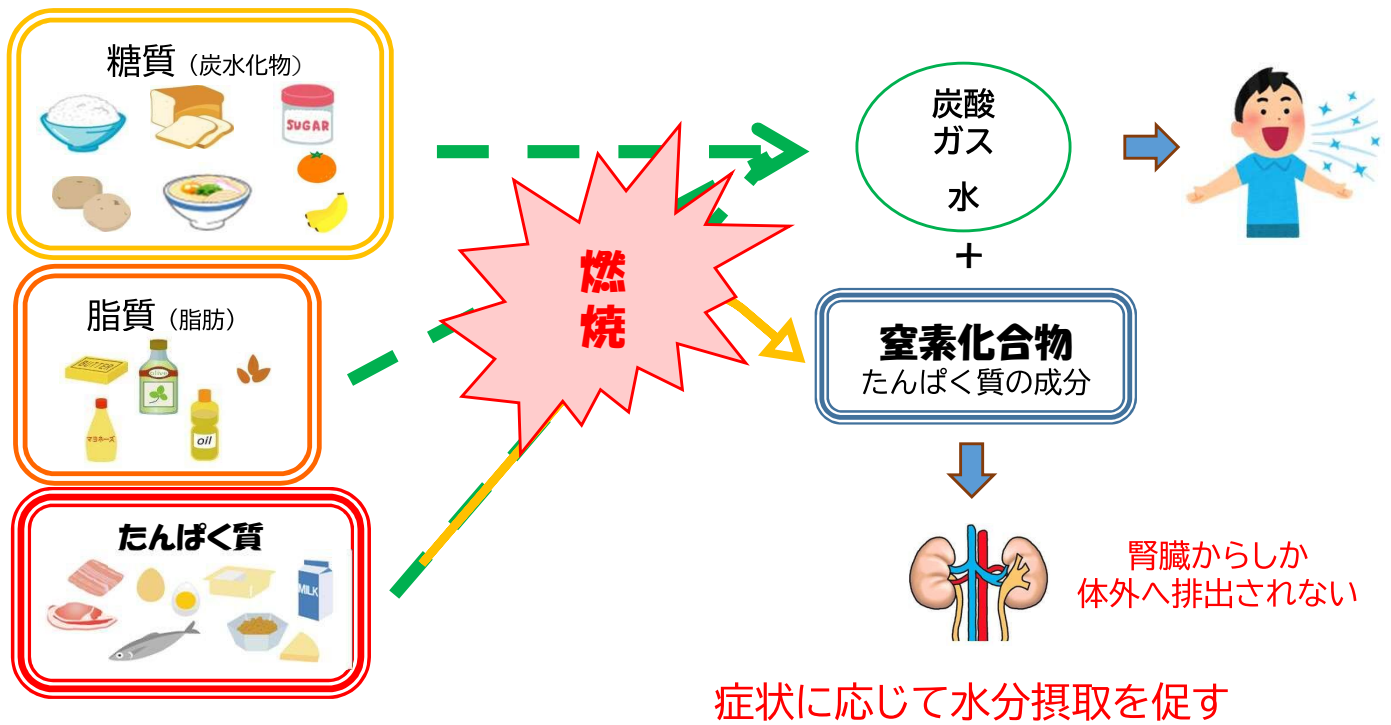 糖質（炭水化物）
SUGAR
脂質（脂肪）
BUTTER
olive
マヨネーズ
oil
たんぱく質
MILK
燃
焼
炭酸
ガス
水
+
窒素化合物
たんぱく質の成分
腎臓からしか
体外へ排出されない
症状に応じて水分摂取を促す